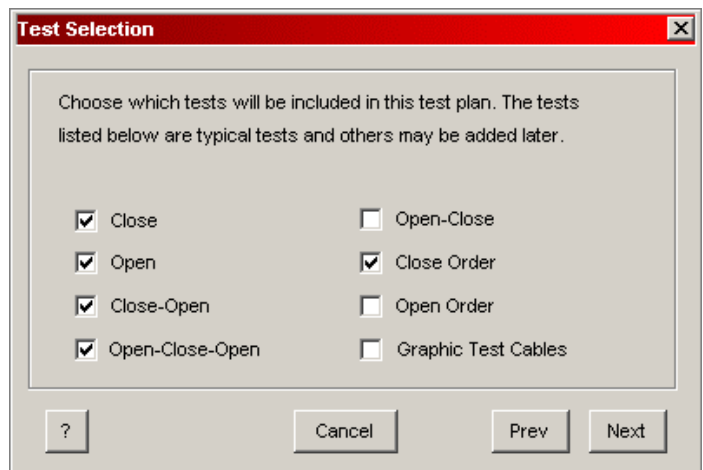 Test Selection
Choose which tests will be included in this test plan. The tests
listed below are typical tests and others may be added later.
Close
Open-Close
Open
Close Order
Close-Open
Open Order
Open-Close-Open
Graphic Test Cables
?
Cancel
Prev
Next